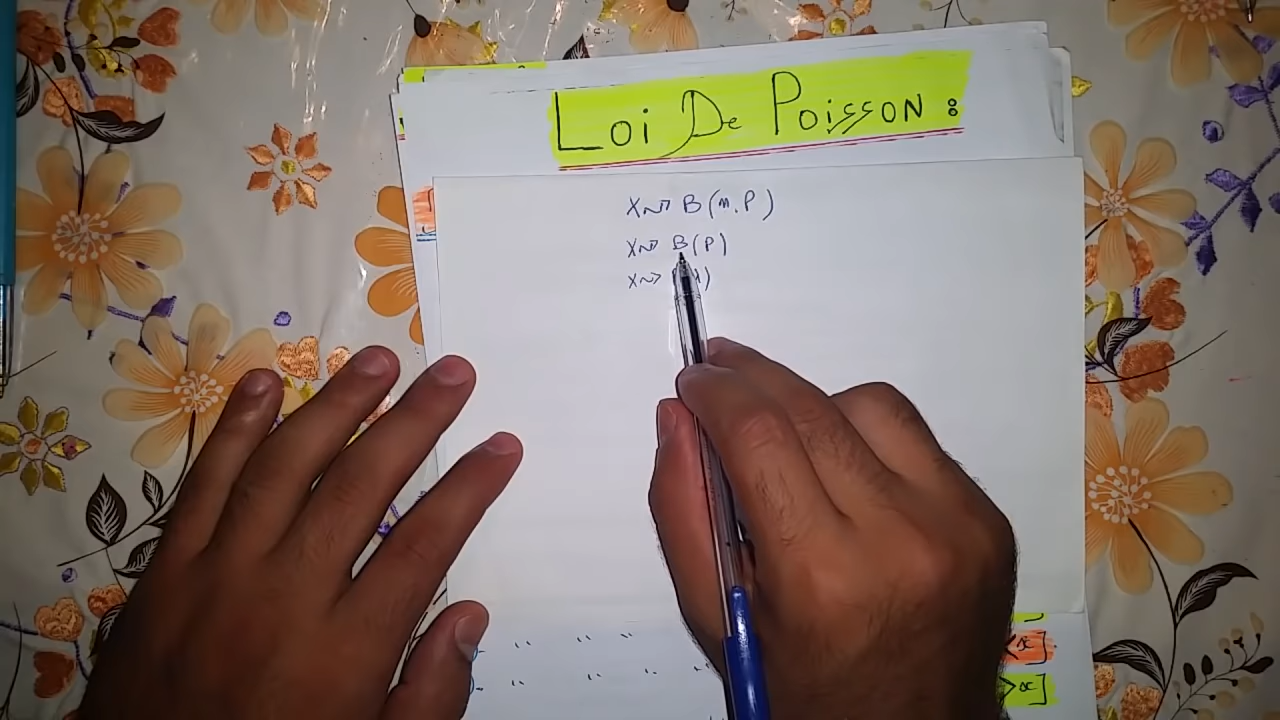 Loi De Poisson :
X ~> B(n.P)
X ~> B(P)
X ~>
" " "
" " "
x]
>x]